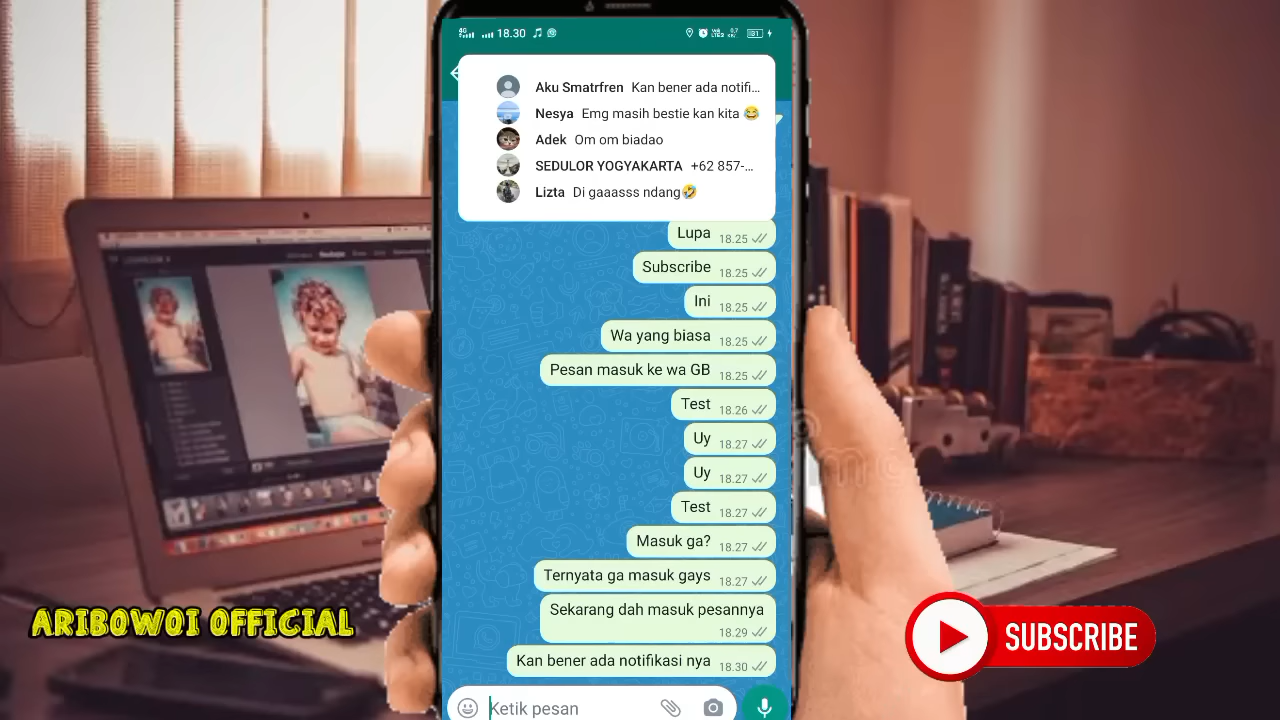 4G 18.30
Aku Smatrfren Kan bener ada notifi...
Nesya Emg masih bestie kan kita 😂
Adek Om om biadao
SEDULOR YOGYAKARTA +62 857-...
Lizta Di gaaasss ndang🤣
Lupa 18.25
Subscribe 18.25
Ini 18.25
Wa yang biasa 18.25
Pesan masuk ke wa GB 18.25
Test 18.26
Uy 18.27
Uy 18.27
Test 18.27
Masuk ga? 18.27
Ternyata ga masuk gays 18.27
Sekarang dah masuk pesannya
18.29
Kan bener ada notifikasi nya 18.30
Ketik pesan
ARIBOWOI OFFICIAL
SUBSCRIBE